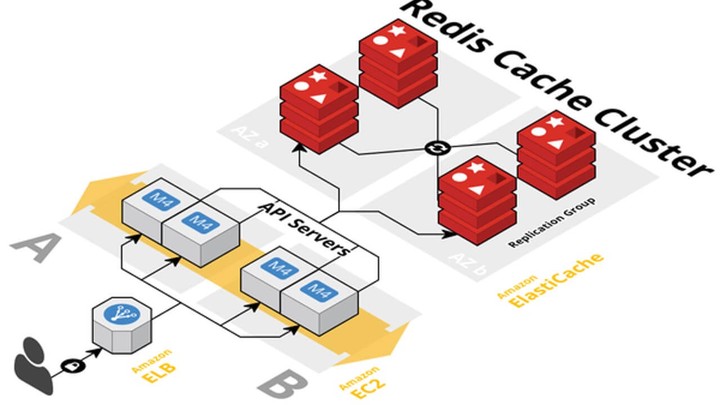 Redis Cache Cluster
AZ a
M4
M4
API Servers
M4
M4
AZ b
Replication Group
Amazon
ElastiCache
A
B
Amazon
ELB
Amazon
EC2